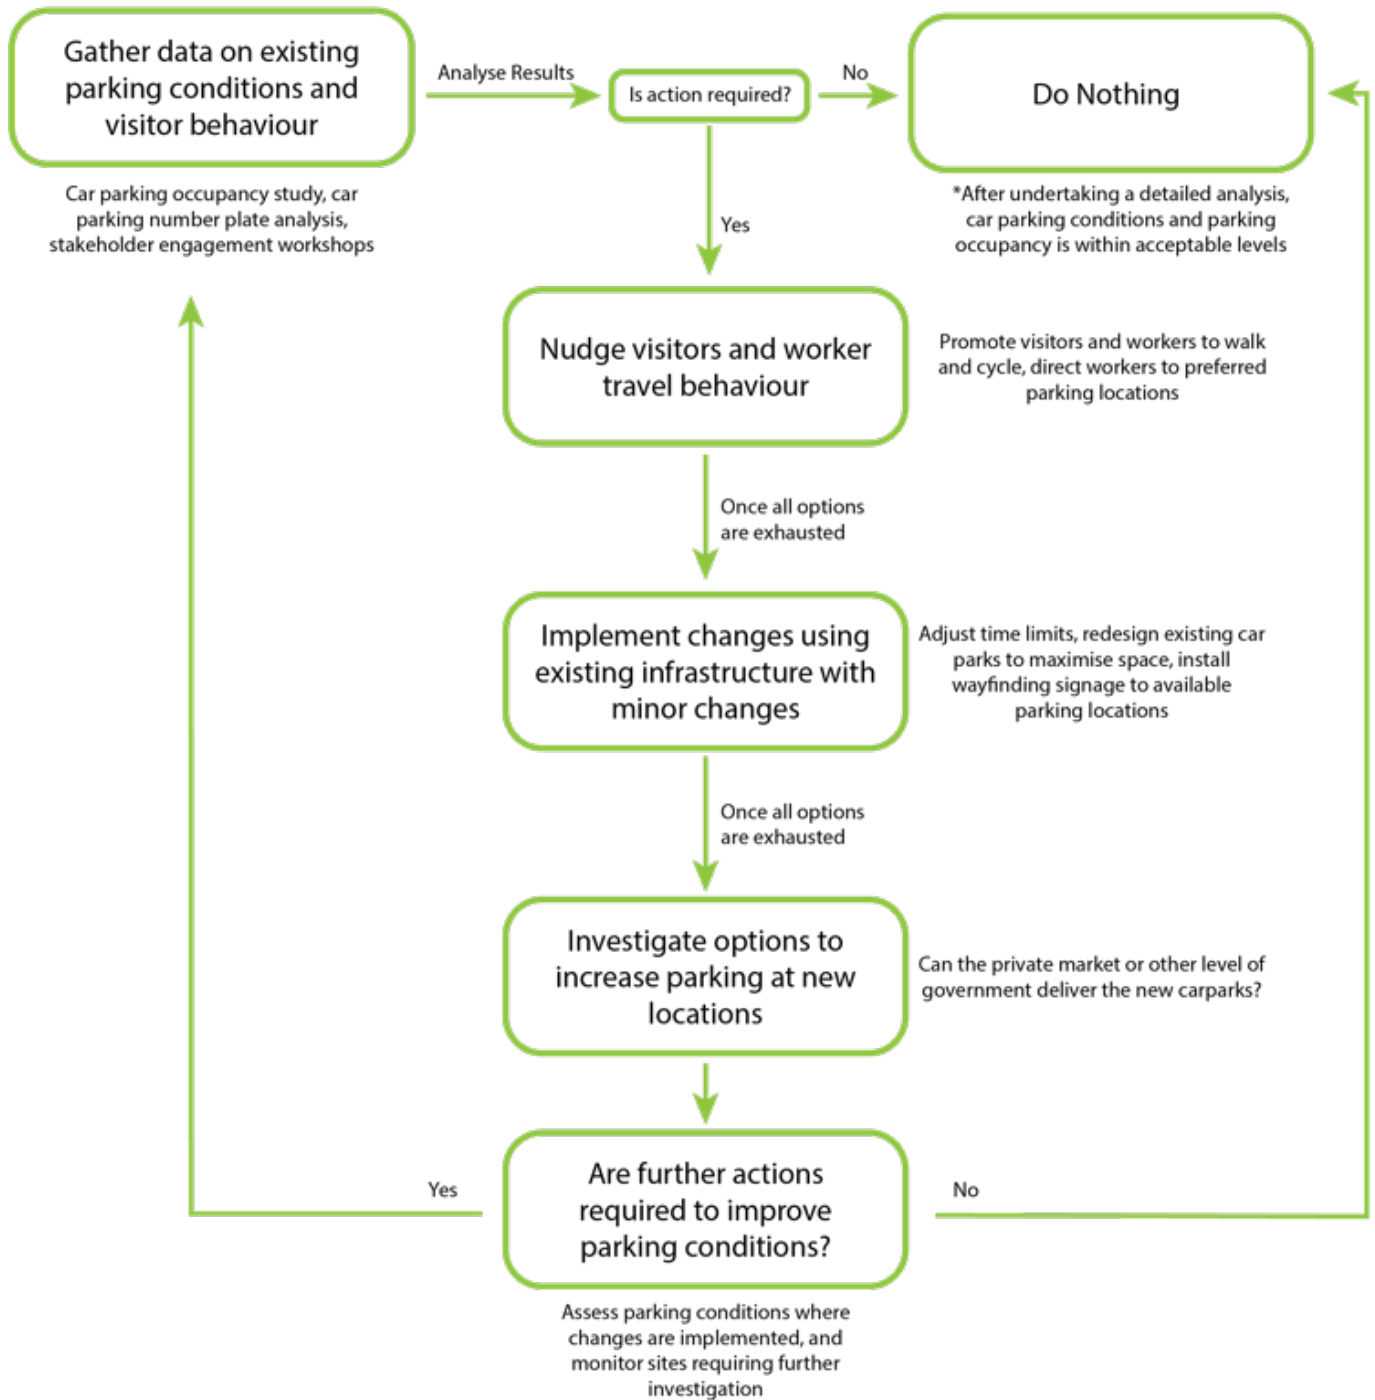 Gather data on existing
parking conditions and
visitor behaviour
Analyse Results
Is action required?
No
Do Nothing
Car parking occupancy study, car
parking number plate analysis,
stakeholder engagement workshops
*After undertaking a detailed analysis,
car parking conditions and parking
occupancy is within acceptable levels
Yes
Nudge visitors and worker
travel behaviour
Promote visitors and workers to walk
and cycle, direct workers to preferred
parking locations
Once all options
are exhausted
Implement changes using
existing infrastructure with
minor changes
Adjust time limits, redesign existing car
parks to maximise space, install
wayfinding signage to available
parking locations
Once all options
are exhausted
Investigate options to
increase parking at new
locations
Can the private market or other level of
government deliver the new carparks?
Yes
Are further actions
required to improve
parking conditions?
No
Assess parking conditions where
changes are implemented, and
monitor sites requiring further
investigation